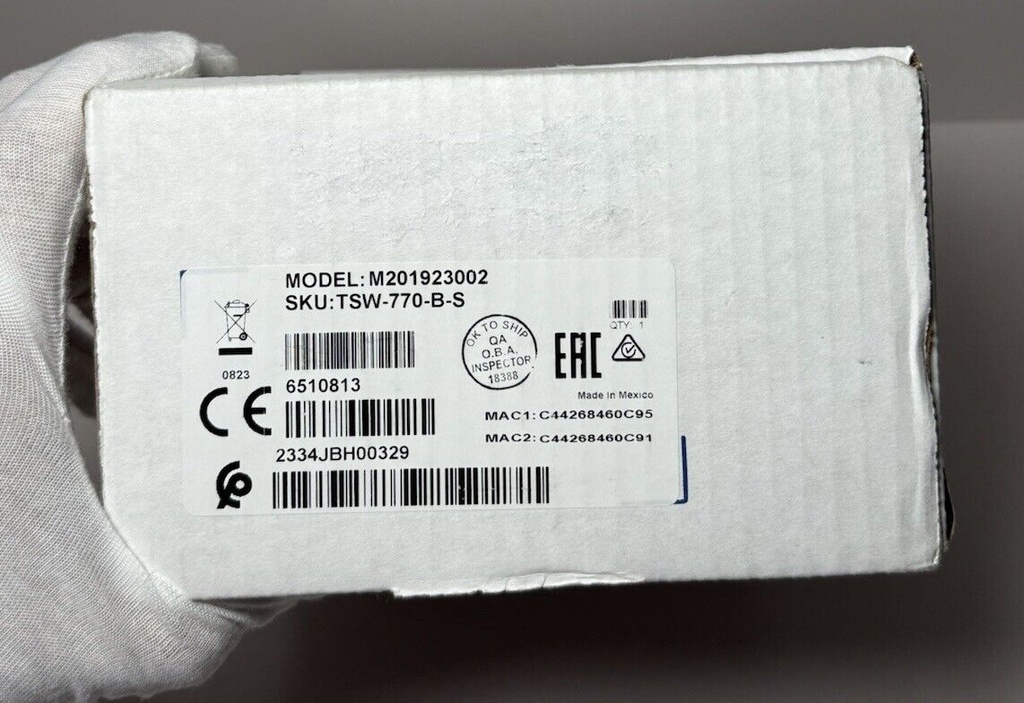 MODEL: M201923002
SKU:TSW-770-B-S
QTY: 1
OK TO SHIP
QA
O.B.A.
INSPECTOR
18388
EAC
0823
6510813
CE
Made in Mexico
MAC1: C44268460C95
MAC2: C44268460C91
2334JBH00329